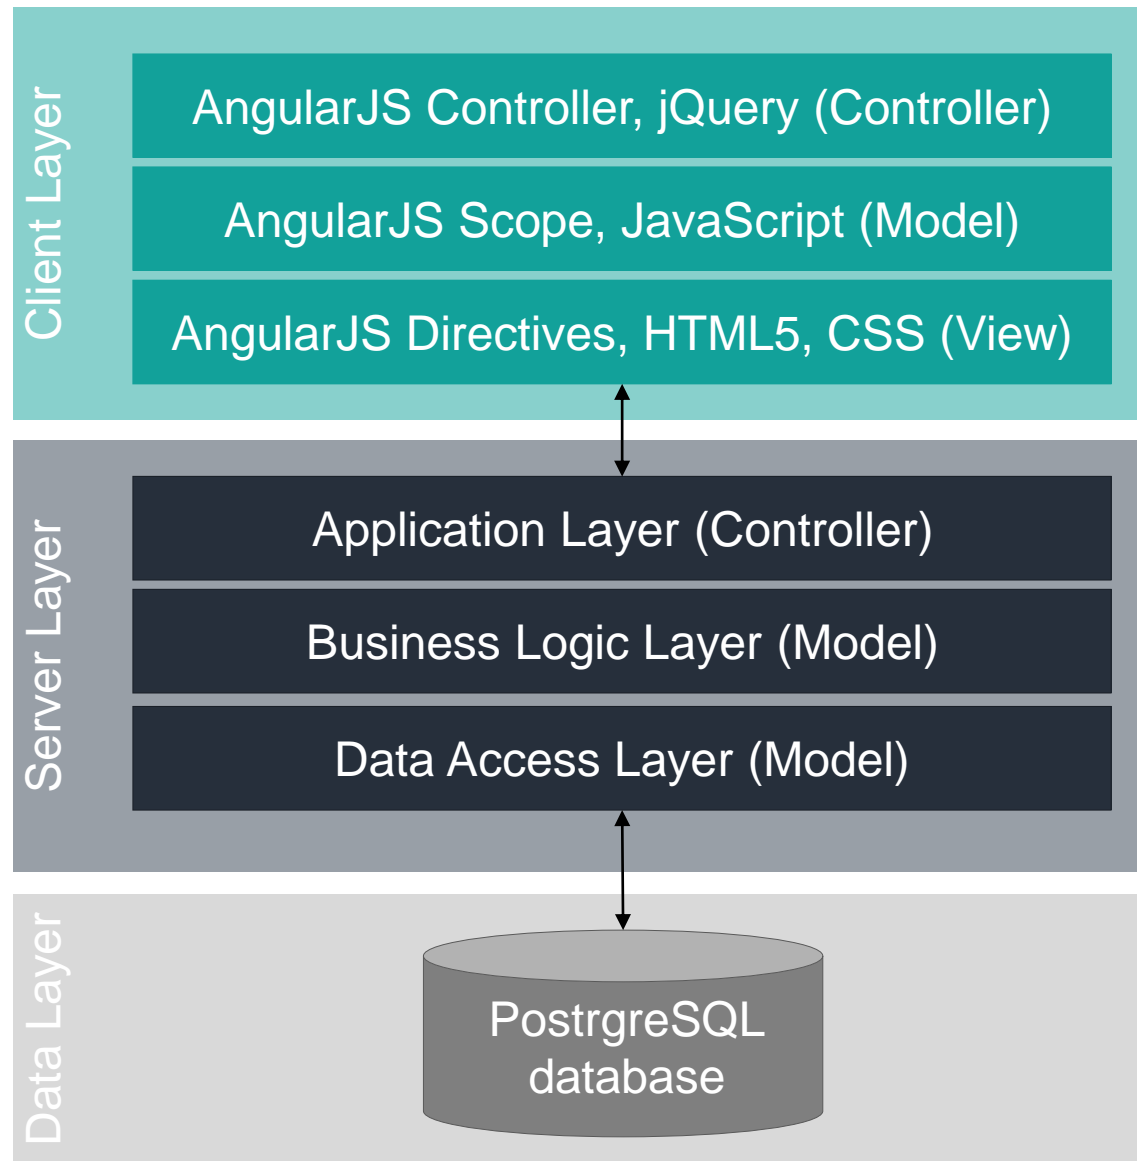 Client Layer
AngularJS Controller, jQuery (Controller)
AngularJS Scope, JavaScript (Model)
AngularJS Directives, HTML5, CSS (View)
Server Layer
Application Layer (Controller)
Business Logic Layer (Model)
Data Access Layer (Model)
Data Layer
PostrgreSQL
database